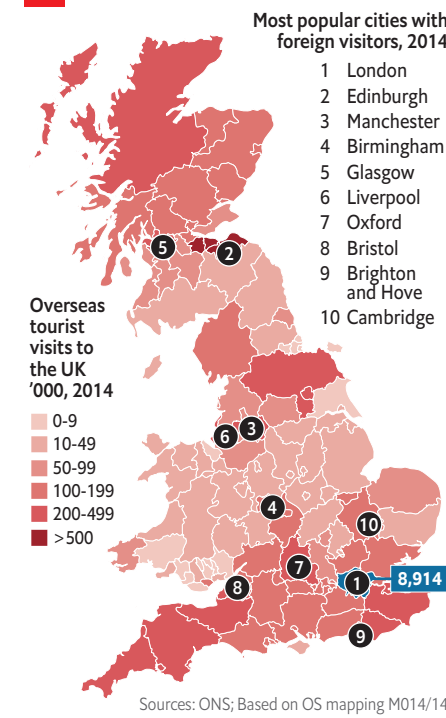 Most popular cities with
foreign visitors, 2014
1 London
2 Edinburgh
3 Manchester
4 Birmingham
5 Glasgow
6 Liverpool
7 Oxford
8 Bristol
9 Brighton
and Hove
10 Cambridge
Overseas
tourist
visits to
the UK
'000, 2014
0-9
10-49
50-99
100-199
200-499
>500
5
2
6
3
4
10
7
1
8,914
8
9
Sources: ONS; Based on OS mapping M014/14